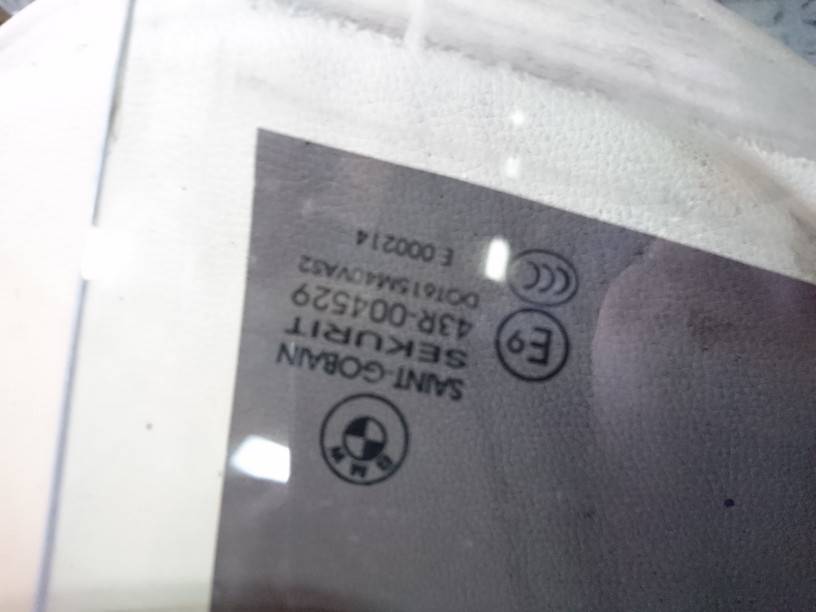 BMW
SAINT-GOBAIN
SEKURIT
43R-004529
DOT615M40VAS2
E9
CCC
E 000214